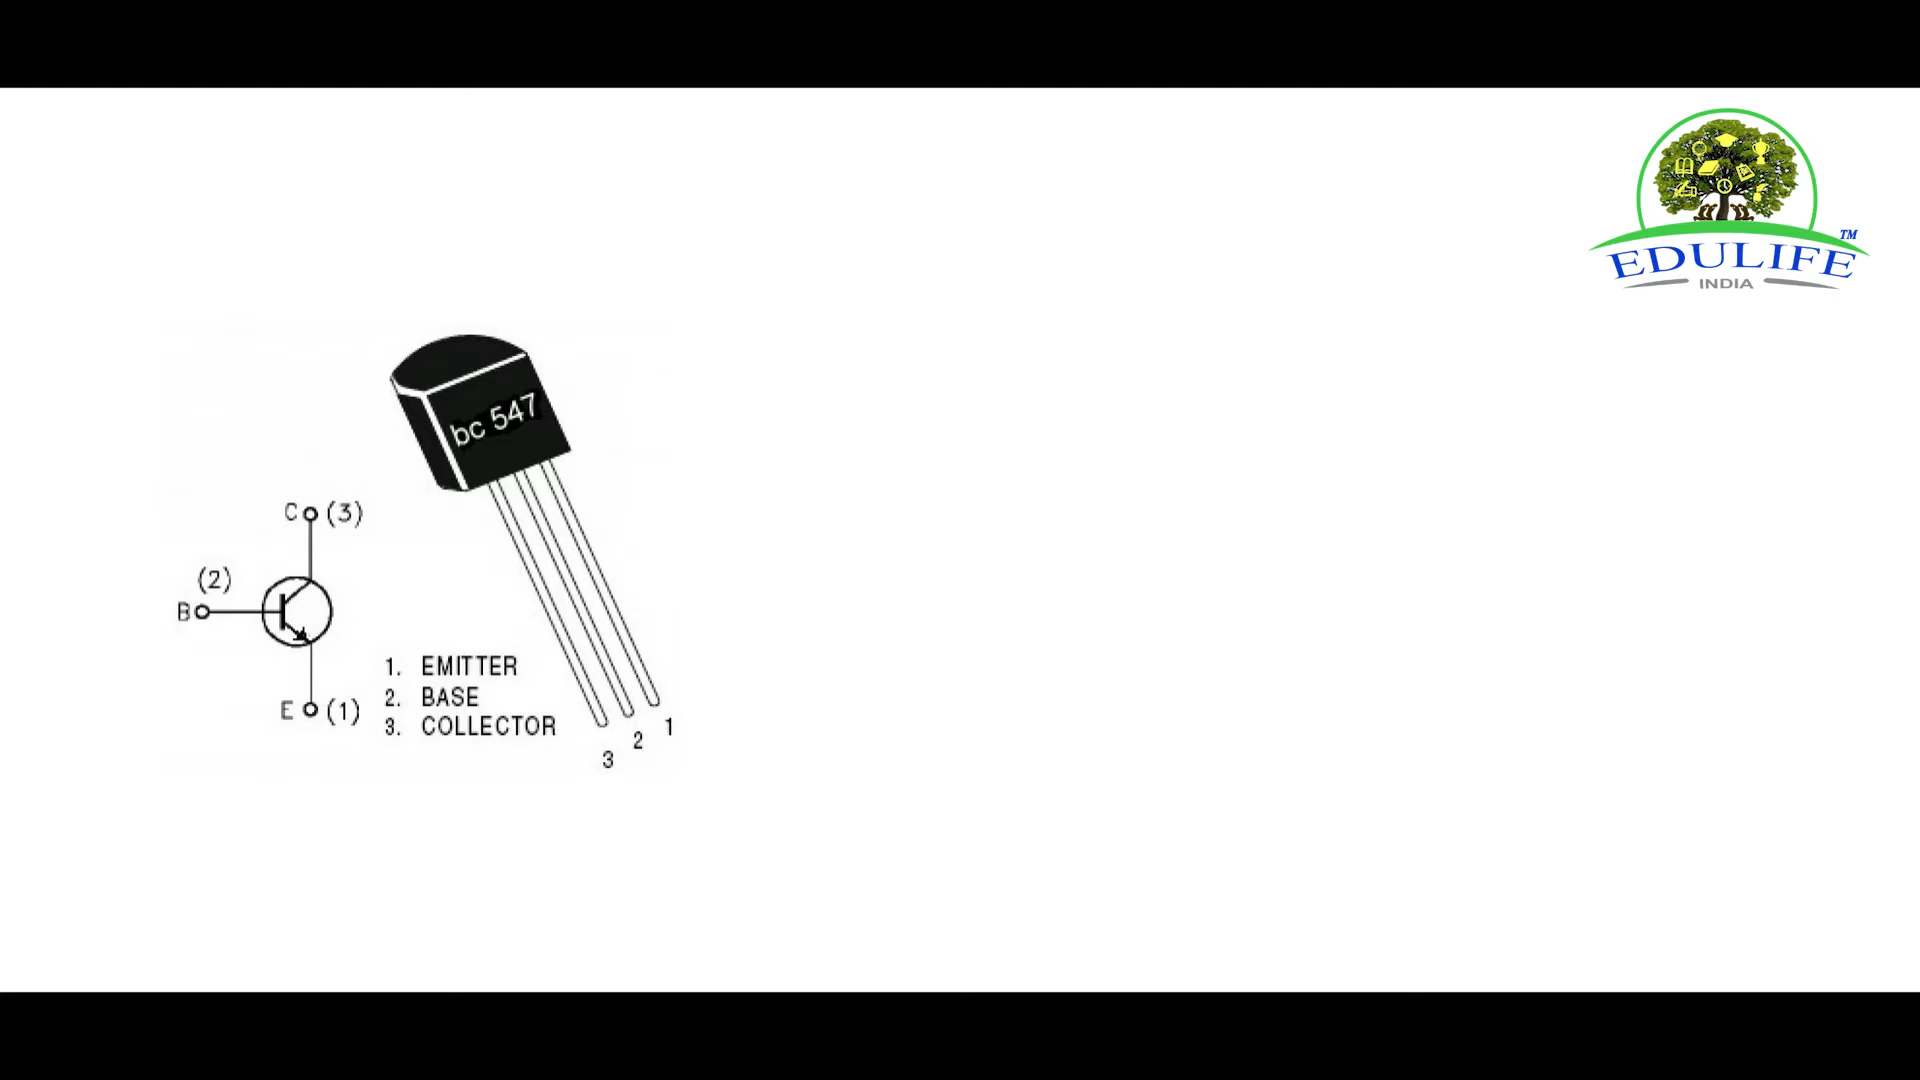 TM
EDULIFE
INDIA
bc 547
C (3)
(2)
B
E (1)
1. EMITTER
2. BASE
3. COLLECTOR
1
2
3